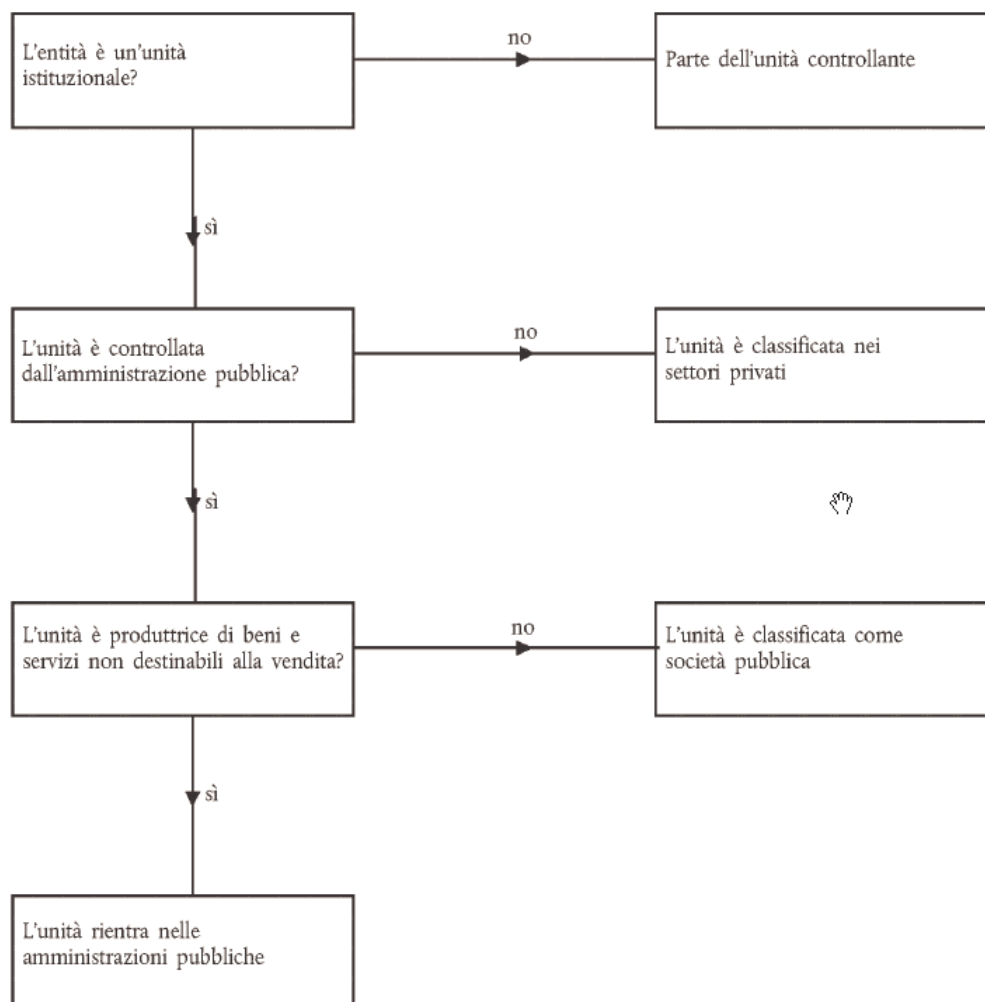 L'entità è un'unità
istituzionale?
no
Parte dell'unità controllante
sì
L'unità è controllata
dall'amministrazione pubblica?
no
L'unità è classificata nei
settori privati
sì
L'unità è produttrice di beni e
servizi non destinabili alla vendita?
no
L'unità è classificata come
società pubblica
sì
L'unità rientra nelle
amministrazioni pubbliche